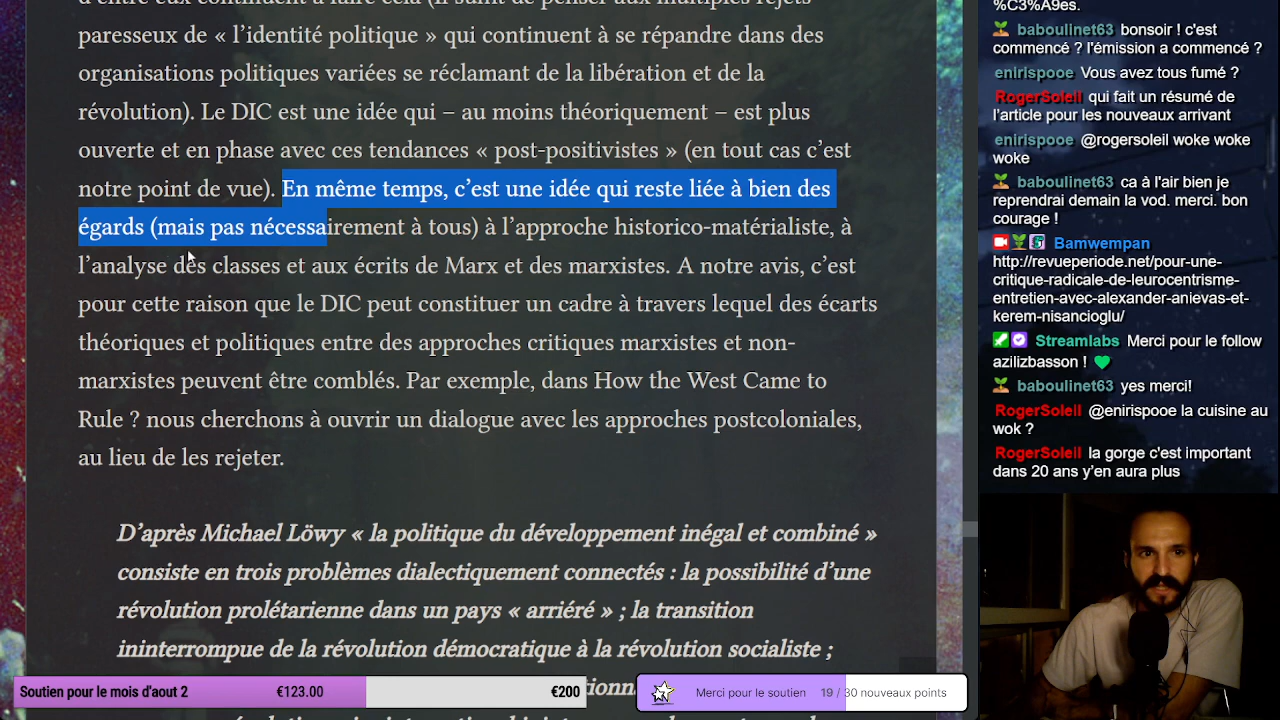 paresseux de « l'identité politique » qui continuent à se répandre dans des
organisations politiques variées se réclamant de la libération et de la
révolution). Le DIC est une idée qui – au moins théoriquement – est plus
ouverte et en phase avec ces tendances « post-positivistes » (en tout cas c'est
notre point de vue). En même temps, c'est une idée qui reste liée à bien des
égards (mais pas nécessairement à tous) à l'approche historico-matérialiste, à
l'analyse des classes et aux écrits de Marx et des marxistes. A notre avis, c'est
pour cette raison que le DIC peut constituer un cadre à travers lequel des écarts
théoriques et politiques entre des approches critiques marxistes et non-
marxistes peuvent être comblés. Par exemple, dans How the West Came to
Rule ? nous cherchons à ouvrir un dialogue avec les approches postcoloniales,
au lieu de les rejeter.
D'après Michael Löwy « la politique du développement inégal et combiné »
consiste en trois problèmes dialectiquement connectés : la possibilité d'une
révolution prolétarienne dans un pays « arriéré » ; la transition
ininterrompue de la révolution démocratique à la révolution socialiste ;
Soutien pour le mois d'aout 2 €123.00 €200
Merci pour le soutien 19 / 30 nouveaux points
%C3%A9es.
baboulinet63 bonsoir ! c'est
commencé ? l'émission a commencé ?
enirispooe Vous avez tous fumé ?
RogerSoleil qui fait un résumé de
l'article pour les nouveaux arrivant
enirispooe @rogersoleil woke woke
woke
baboulinet63 ca à l'air bien je
reprendrai demain la vod. merci. bon
courage !
Bamwempan
http://revueperiode.net/pour-une-
critique-radicale-de-leurocentrisme-
entretien-avec-alexander-anievas-et-
kerem-nisancioglu/
Streamlabs Merci pour le follow
azilizbasson !
baboulinet63 yes merci!
RogerSoleil @enirispooe la cuisine au
wok ?
RogerSoleil la gorge c'est important
dans 20 ans y'en aura plus